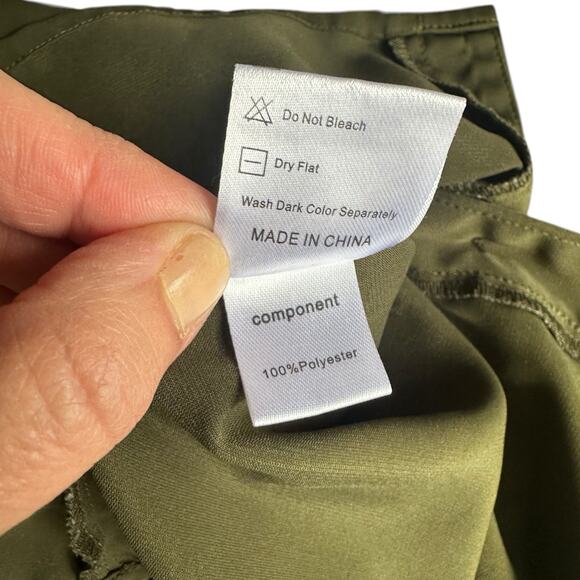 Do Not Bleach
Dry Flat
Wash Dark Color Separately
MADE IN CHINA
component
100%Polyester